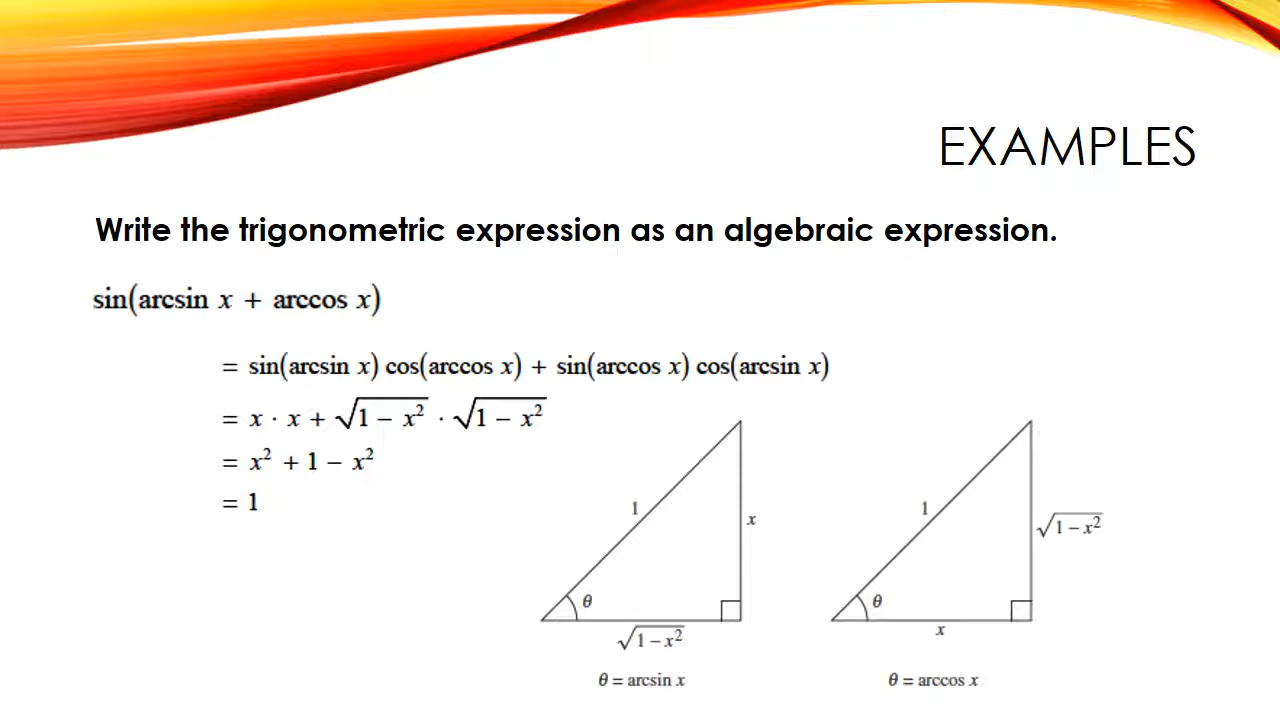 EXAMPLES
Write the trigonometric expression as an algebraic expression.
sin(arcsin x + arccos x)
= sin(arcsin x) cos(arccos x) + sin(arccos x) cos(arcsin x)
= x · x + √(1 − x²) · √(1 − x²)
= x² + 1 − x²
= 1
1
x
θ
√(1 − x²)
θ = arcsin x
1
√(1 − x²)
θ
x
θ = arccos x